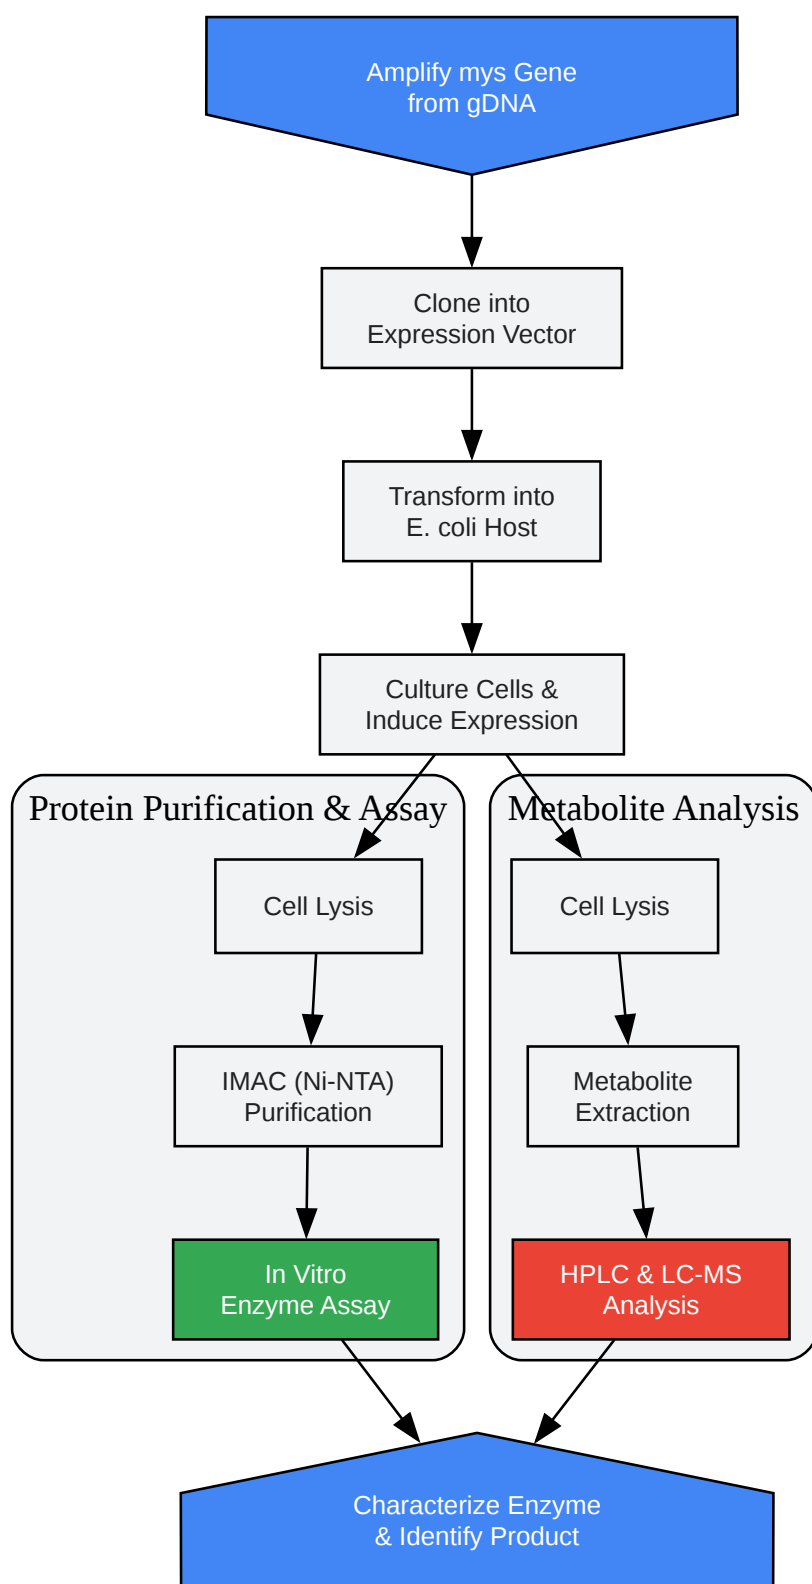 Amplify mys Gene
from gDNA
Clone into
Expression Vector
Transform into
E. coli Host
Culture Cells &
Induce Expression
Protein Purification & Assay
Cell Lysis
IMAC (Ni-NTA)
Purification
In Vitro
Enzyme Assay
Metabolite Analysis
Cell Lysis
Metabolite
Extraction
HPLC & LC-MS
Analysis
Characterize Enzyme
& Identify Product